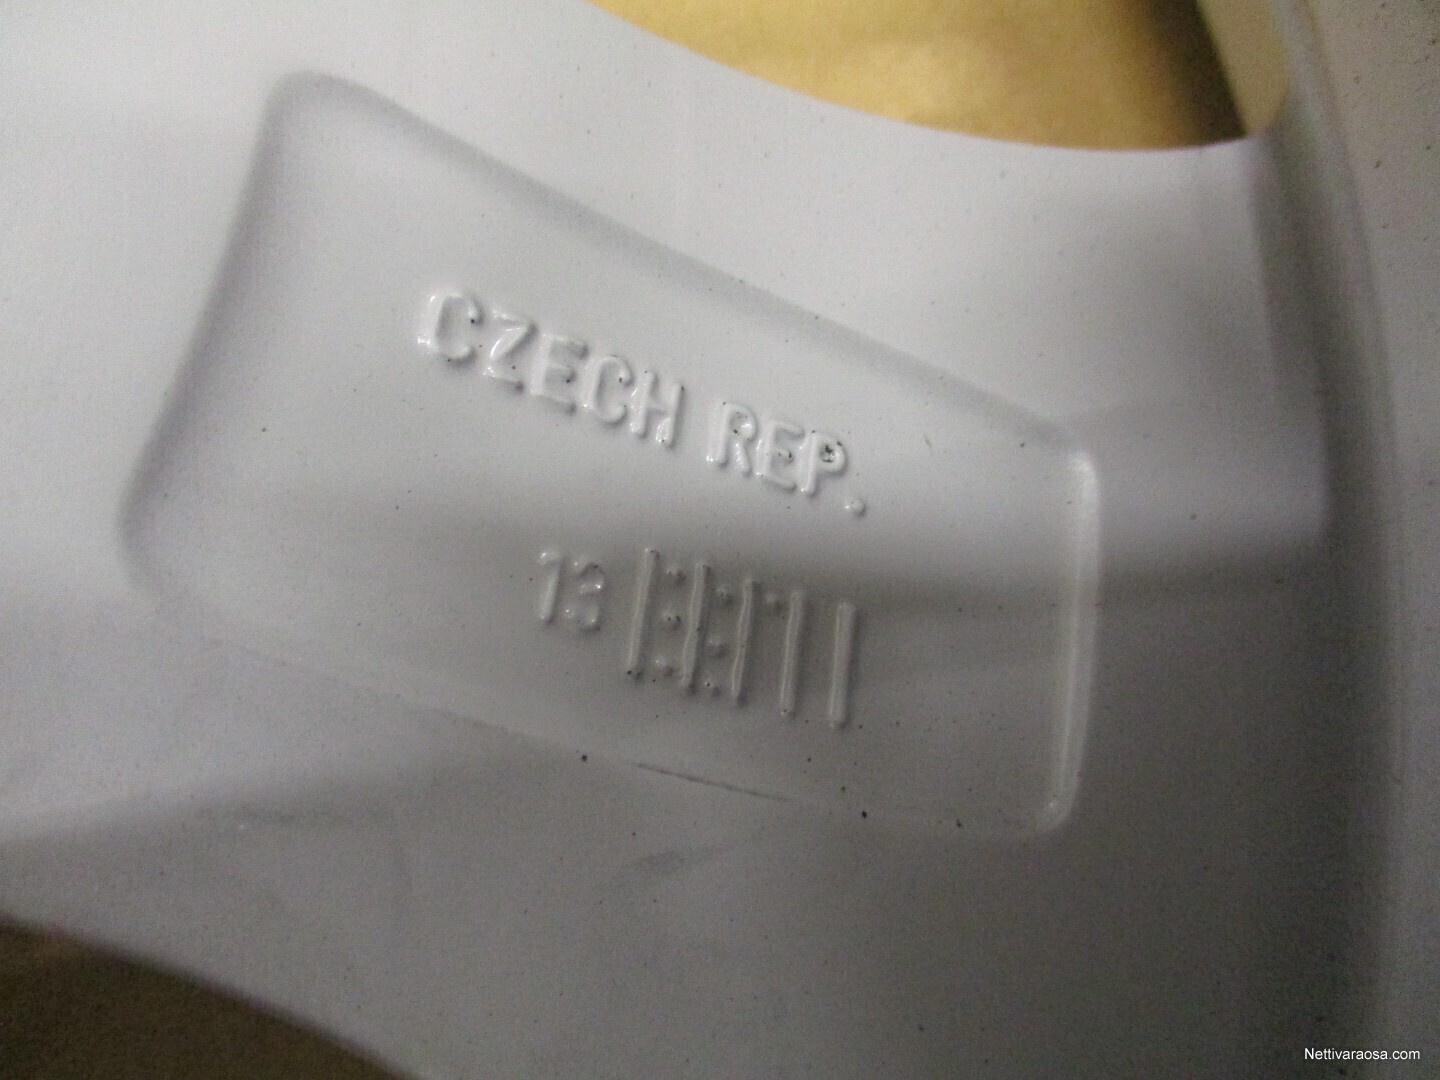 CZECH REP.
13
Nettivaraosa.com